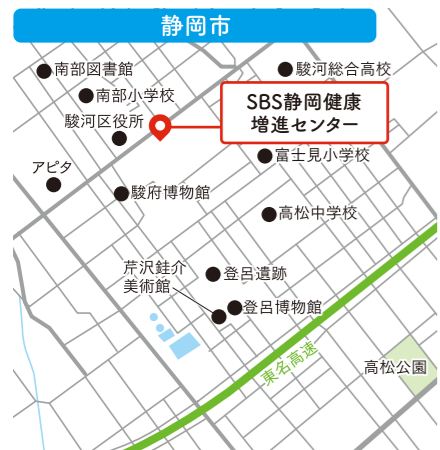 静岡市
南部図書館
駿河総合高校
南部小学校
SBS静岡健康
増進センター
駿河区役所
富士見小学校
アピタ
駿府博物館
高松中学校
芹沢銈介
美術館
登呂遺跡
登呂博物館
東名高速
高松公園